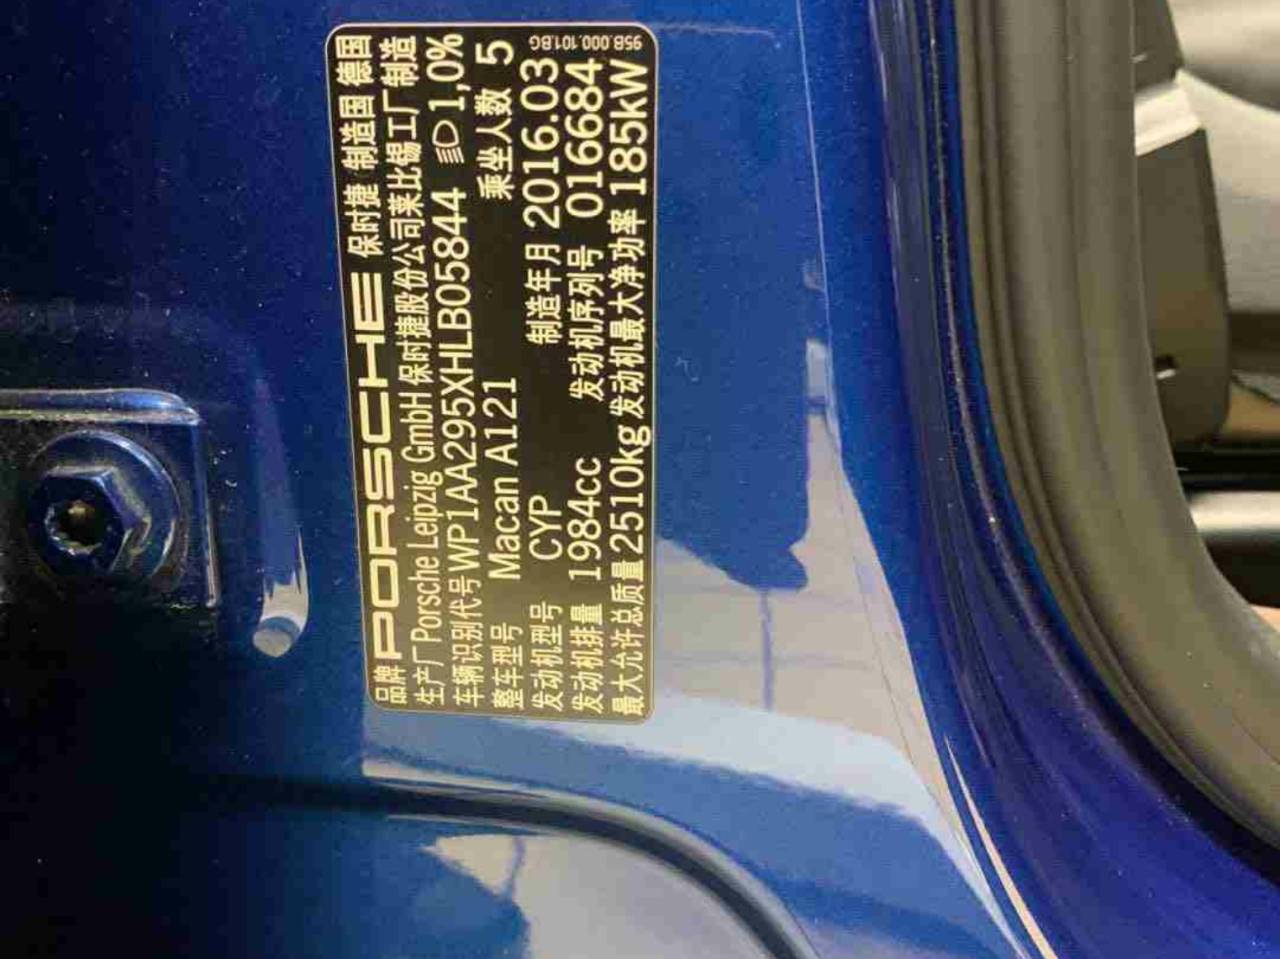 95B.000.101.BG
品牌 PORSCHE 保时捷 制造国 德国
生产厂 Porsche Leipzig GmbH 保时捷股份公司莱比锡工厂制造
车辆识别代号 WP1AA295XHLB05844 1,0%
整车型号 Macan A1121 乘坐人数 5
发动机型号 CYP 制造年月 2016.03
发动机排量 1984cc 发动机序列号 016684
最大允许总质量 2510kg 发动机最大净功率 185kW